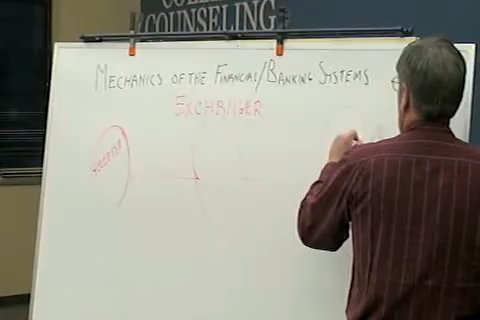 COUNSELING
MECHANICS OF THE FINANCIAL/BANKING SYSTEMS
EXCHANGER